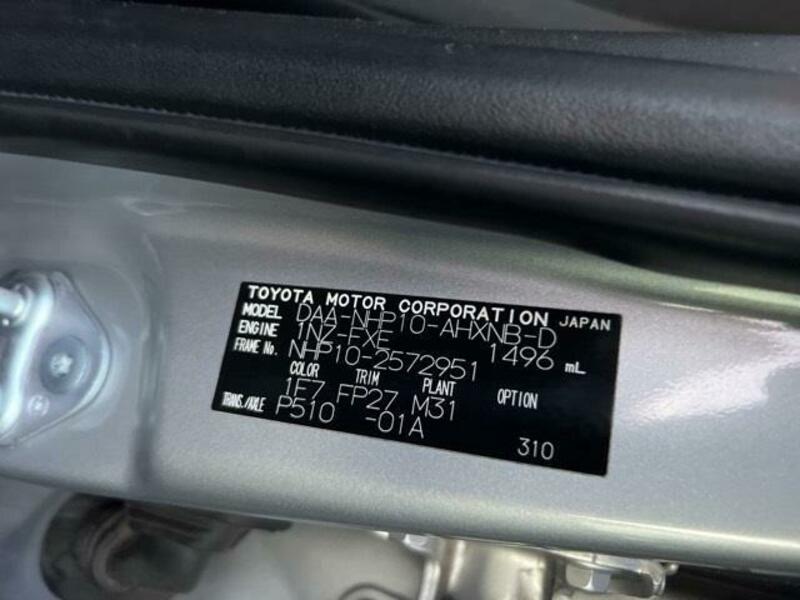 TOYOTA MOTOR CORPORATION JAPAN
MODEL DAA-NHP10-AHXNB-D
ENGINE 1NZ-FXE 1496 mL
FRAME No. NHP10-2572951
COLOR TRIM PLANT OPTION
1F7 FP27 M31
TRANS./AXLE P510 -01A 310